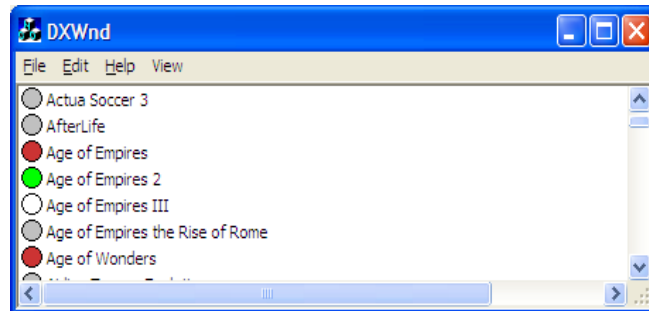 DXWnd
File Edit Help View
Actua Soccer 3
AfterLife
Age of Empires
Age of Empires 2
Age of Empires III
Age of Empires the Rise of Rome
Age of Wonders